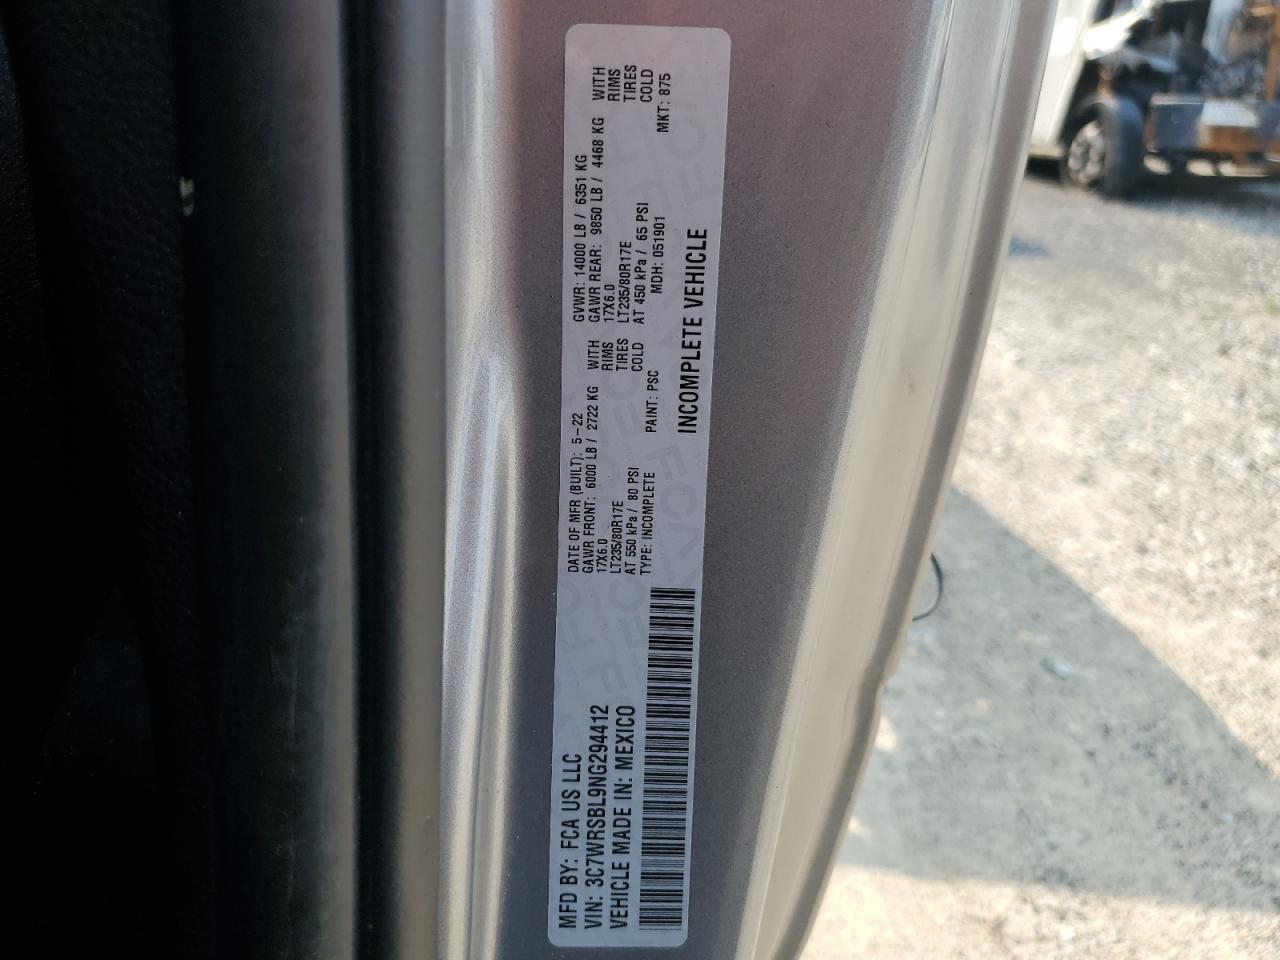 MFD BY: FCA US LLC
VIN: 3C7WRSBL9NG294412
VEHICLE MADE IN: MEXICO
DATE OF MFR (BUILT): 5-22 GVWR: 14000 LB / 6351 KG
GAWR FRONT: 6000 LB / 2722 KG WITH GAWR REAR: 9850 LB / 4468 KG WITH
17X6.0 RIMS 17X6.0 RIMS
LT235/80R17E TIRES LT235/80R17E TIRES
AT 550 kPa / 80 PSI COLD AT 450 kPa / 65 PSI COLD
TYPE: INCOMPLETE PAINT: PSC MDH: 051901 MKT: 875
INCOMPLETE VEHICLE